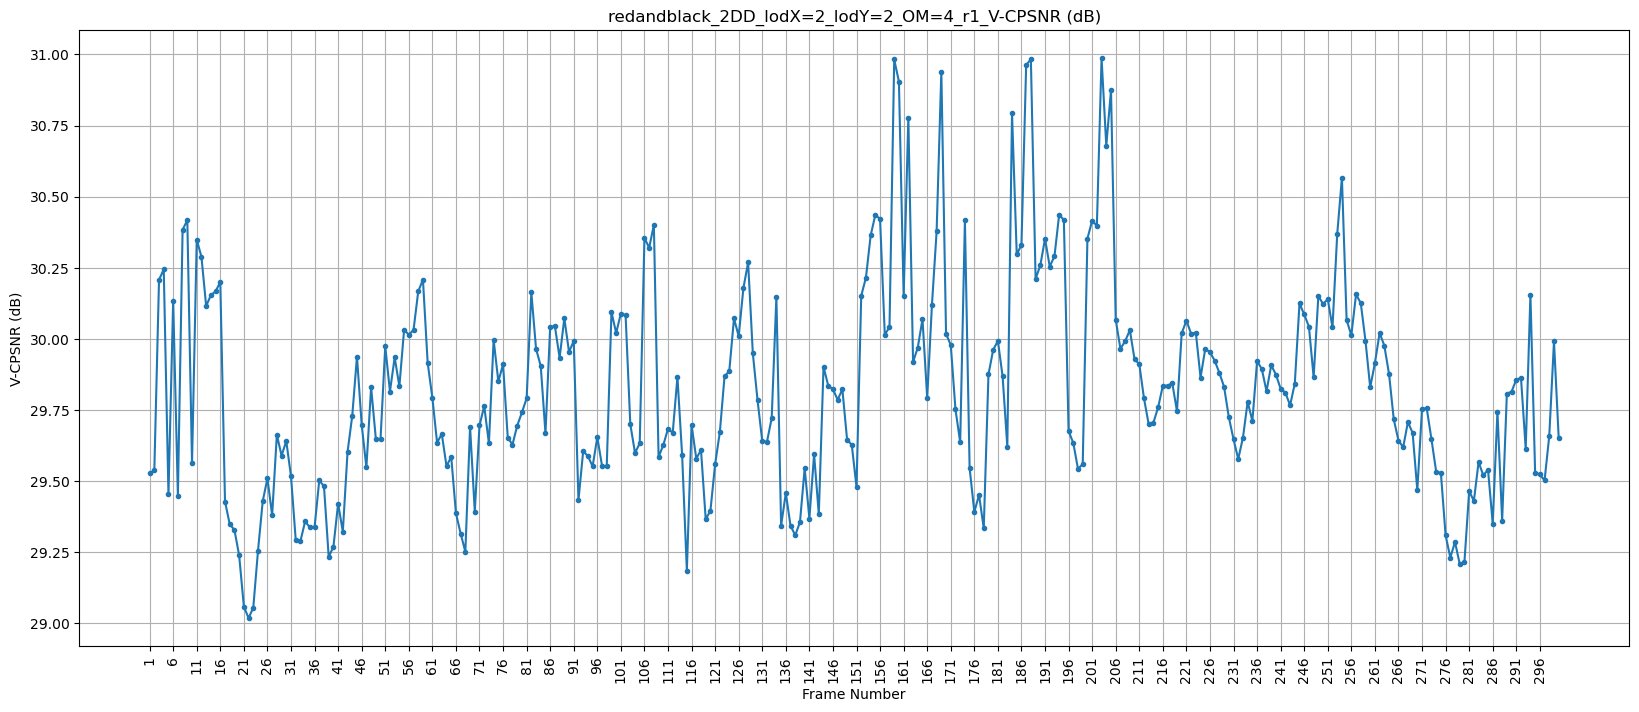 redandblack_2DD_lodX=2_lodY=2_OM=4_r1_V-CPSNR (dB)
31.00
30.75
30.50
30.25
30.00
29.75
29.50
29.25
29.00
V-CPSNR (dB)
1 6 11 16 21 26 31 36 41 46 51 56 61 66 71 76 81 86 91 96 101 106 111 116 121 126 131 136 141 146 151 156 161 166 171 176 181 186 191 196 201 206 211 216 221 226 231 236 241 246 251 256 261 266 271 276 281 286 291 296
Frame Number